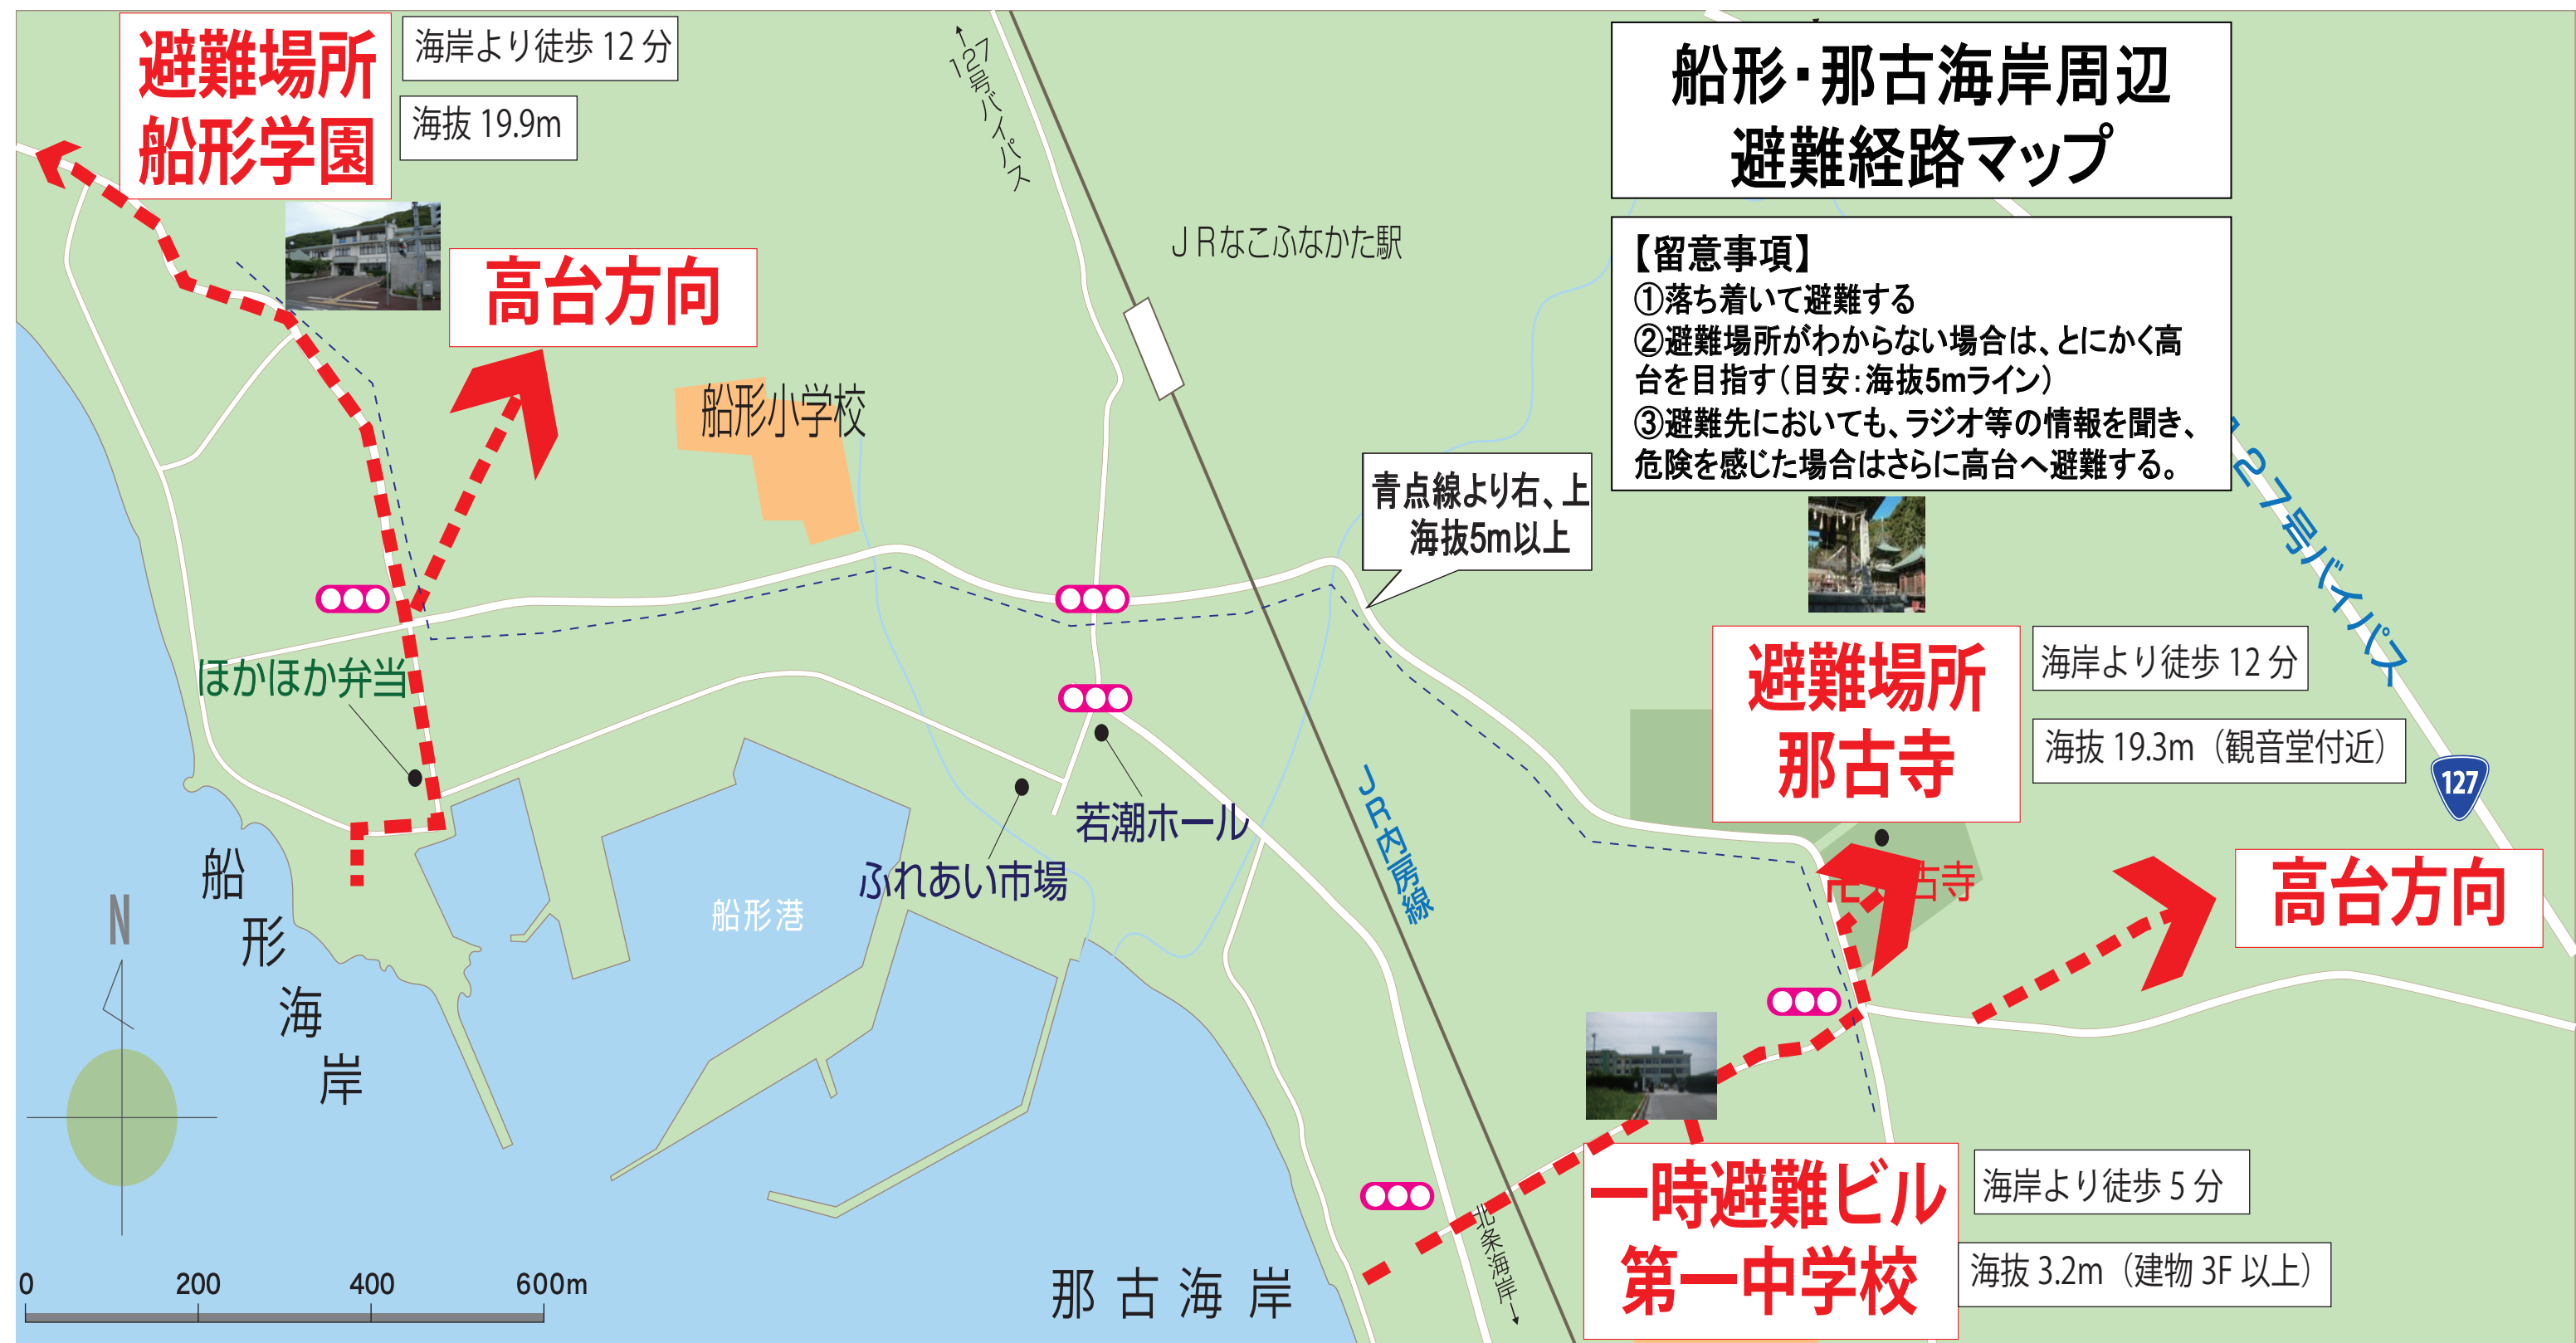 船形・那古海岸周辺
避難経路マップ
【留意事項】
①落ち着いて避難する
②避難場所がわからない場合は、とにかく高
台を目指す（目安：海抜5mライン）
③避難先においても、ラジオ等の情報を聞き、
危険を感じた場合はさらに高台へ避難する。
避難場所
船形学園
海岸より徒歩 12 分
海抜 19.9m
高台方向
←127号バイパス
JRなこふなかた駅
船形小学校
青点線より右、上
海抜5m以上
127号バイパス
127
避難場所
那古寺
海岸より徒歩 12 分
海抜 19.3m（観音堂付近）
高台方向
卍 古寺
ほかほか弁当
若潮ホール
ふれあい市場
船形港
JR内房線
船形海岸
N
一時避難ビル
第一中学校
海岸より徒歩 5 分
海抜 3.2m（建物 3F 以上）
北条海岸→
那古海岸
0 200 400 600m